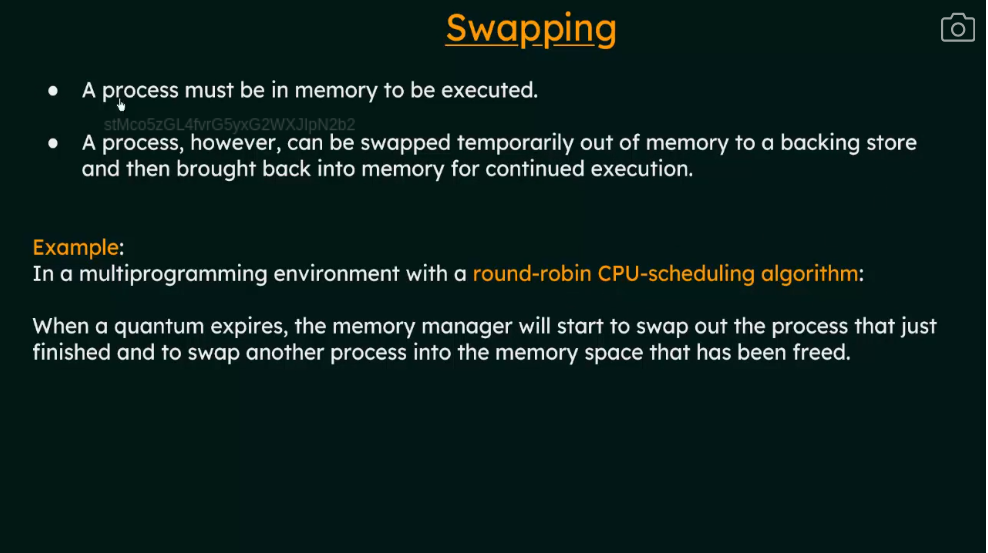 Swapping
● A process must be in memory to be executed.
stMco5zGL4fvrG5yxG2WXJIpN2b2
● A process, however, can be swapped temporarily out of memory to a backing store
and then brought back into memory for continued execution.
Example:
In a multiprogramming environment with a round-robin CPU-scheduling algorithm:
When a quantum expires, the memory manager will start to swap out the process that just
finished and to swap another process into the memory space that has been freed.